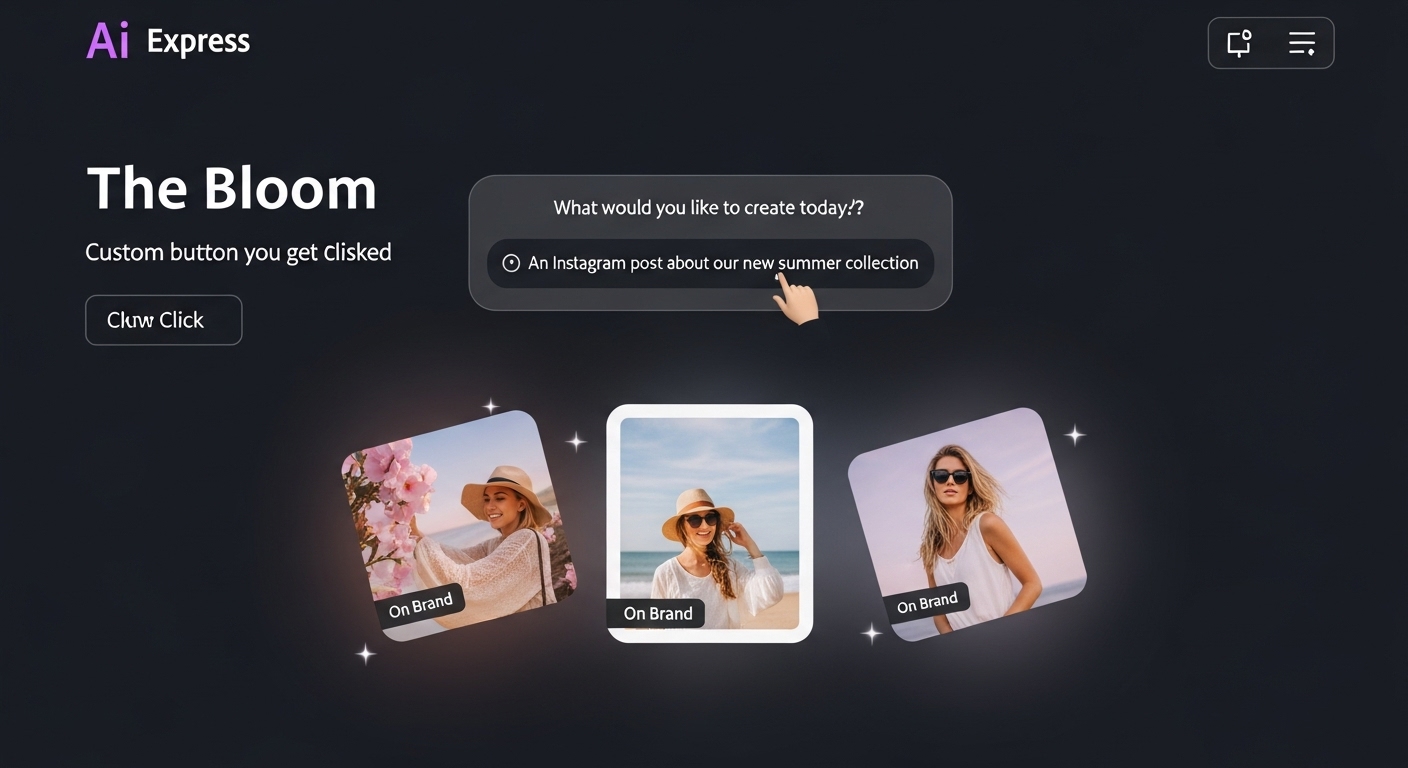 Ai Express
The Bloom
Custom button you get Clisked
Click
What would you like to create today?
An Instagram post about our new summer collection
On Brand
On Brand
On Brand